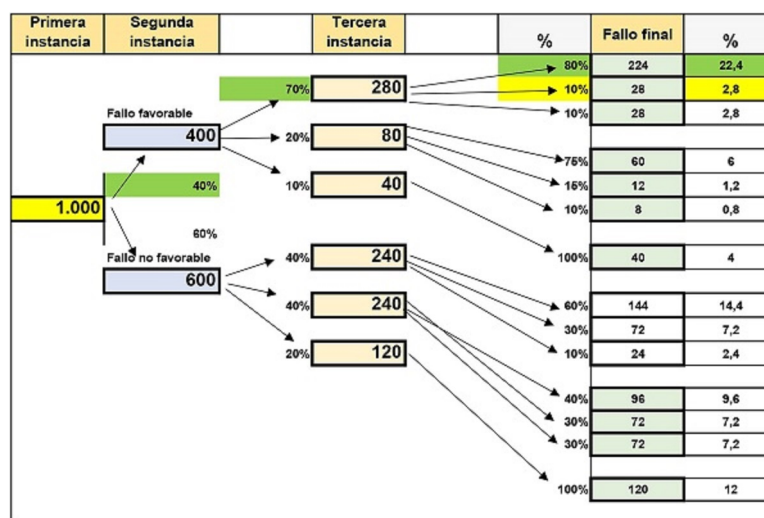 Primera instancia Segunda instancia Tercera instancia % Fallo final %
80% 224 22,4
70% 280 10% 28 2,8
10% 28 2,8
Fallo favorable
400 20% 80
75% 60 6
40% 10% 40 15% 12 1,2
1.000 10% 8 0,8
60%
Fallo no favorable 40% 240 100% 40 4
600
40% 240 60% 144 14,4
30% 72 7,2
20% 120 10% 24 2,4
40% 96 9,6
30% 72 7,2
30% 72 7,2
100% 120 12